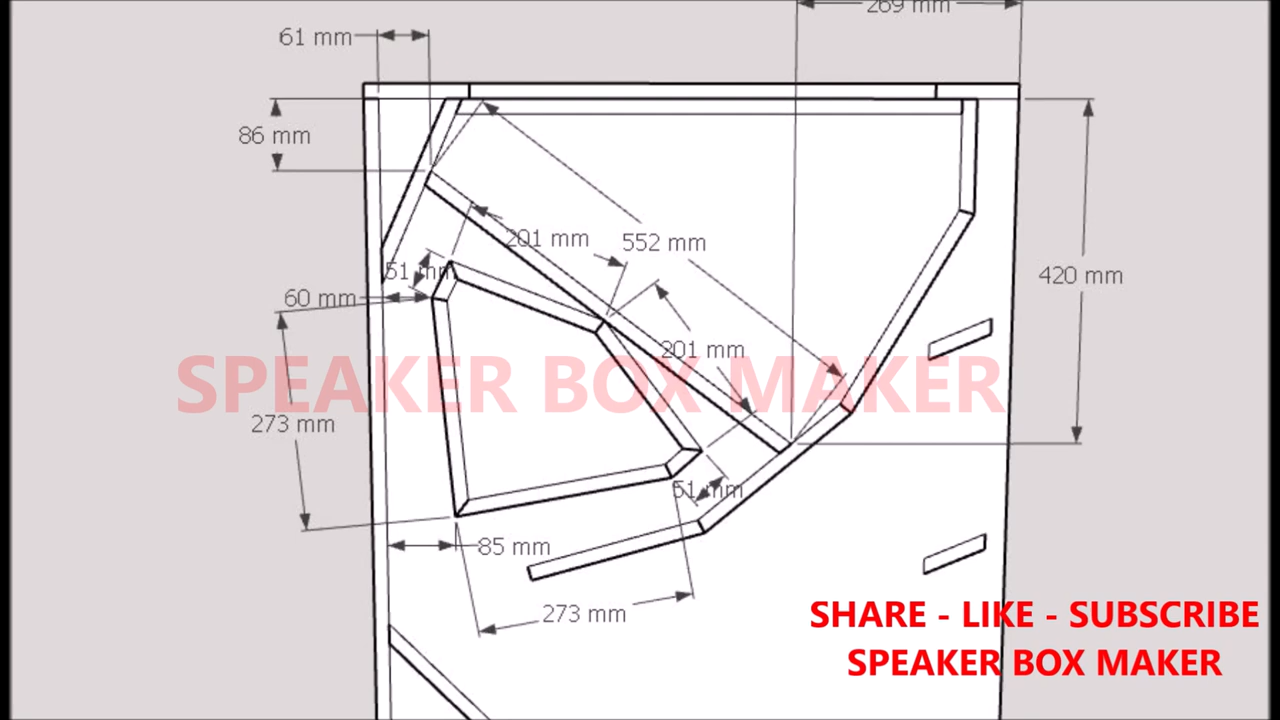 269 mm
61 mm
86 mm
201 mm
552 mm
51 mm
420 mm
60 mm
201 mm
SPEAKER BOX MAKER
273 mm
51 mm
85 mm
273 mm
SHARE - LIKE - SUBSCRIBE
SPEAKER BOX MAKER